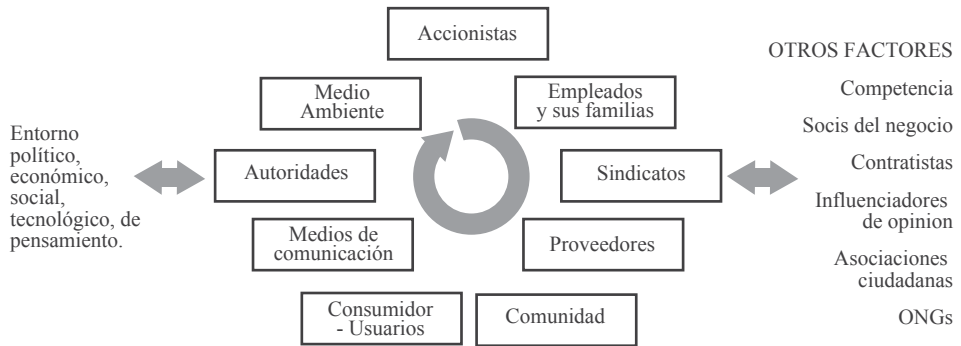 Accionistas
Medio
Ambiente
Empleados
y sus familias
Autoridades
Sindicatos
Medios de
comunicación
Proveedores
Consumidor
- Usuarios
Comunidad
Entorno
político,
económico,
social,
tecnológico, de
pensamiento.
OTROS FACTORES
Competencia
Socis del negocio
Contratistas
Influenciadores
de opinion
Asociaciones
ciudadanas
ONGs